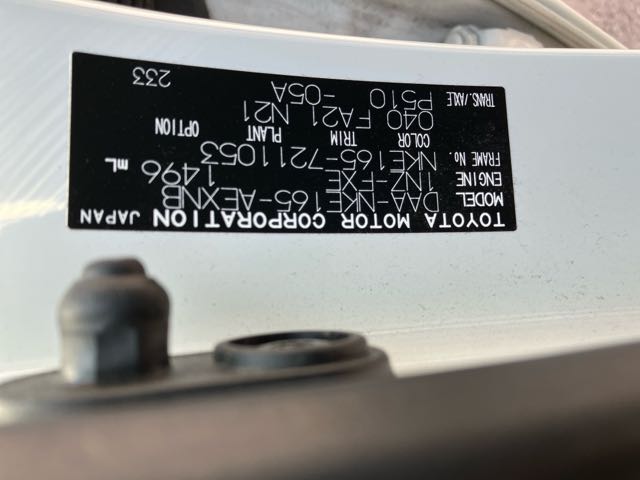 TOYOTA MOTOR CORPORATION JAPAN
MODEL DAA-NKE165-AEXNB
ENGINE 1NZ-FXE 1496 mL
FRAME No. NKE165-7211053
COLOR TRIM PLANT OPTION
040 FA21 N21
TRANS./AXLE P510 -05A
233